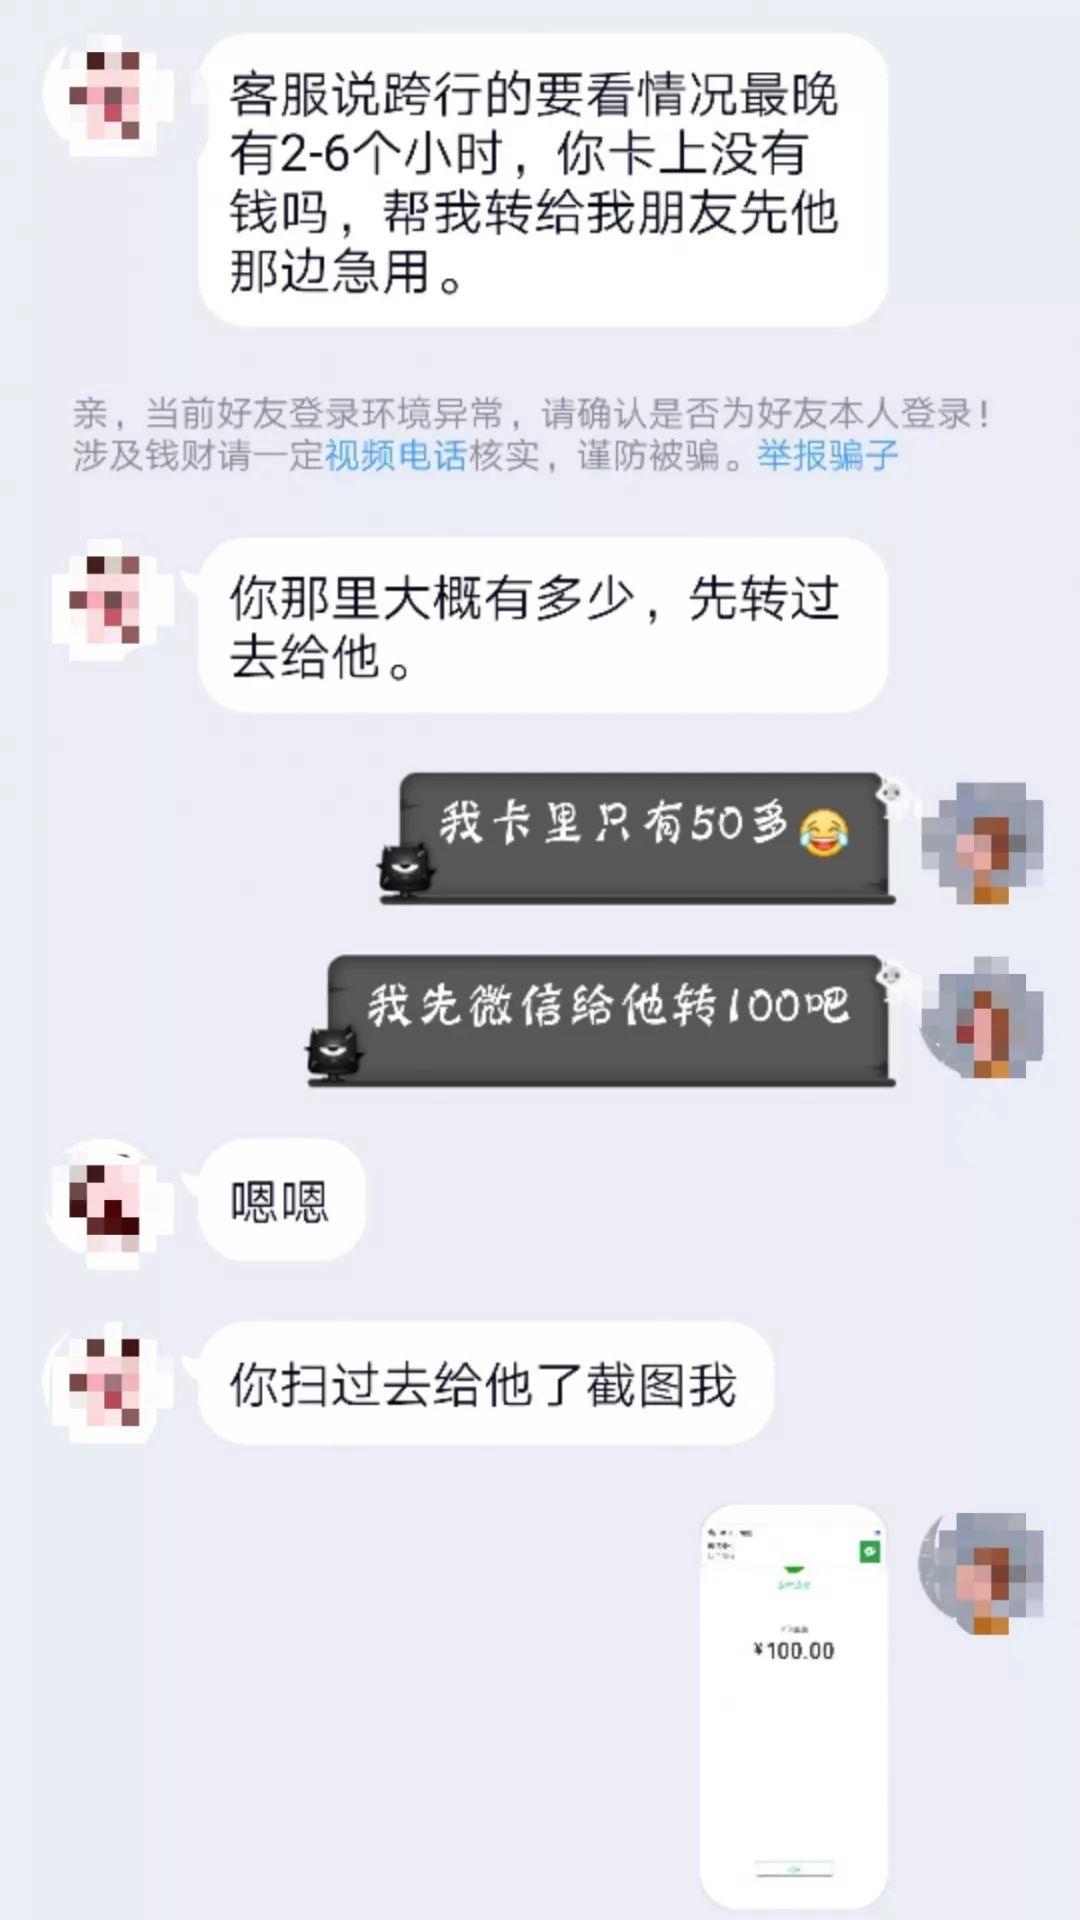 客服说跨行的要看情况最晚
有2-6个小时，你卡上没有
钱吗，帮我转给我朋友先他
那边急用。
亲，当前好友登录环境异常，请确认是否为好友本人登录！
涉及钱财请一定视频电话核实，谨防被骗。举报骗子
你那里大概有多少，先转过
去给他。
我卡里只有50多😂
我先微信给他转100吧
嗯嗯
你扫过去给他了截图我
¥100.00